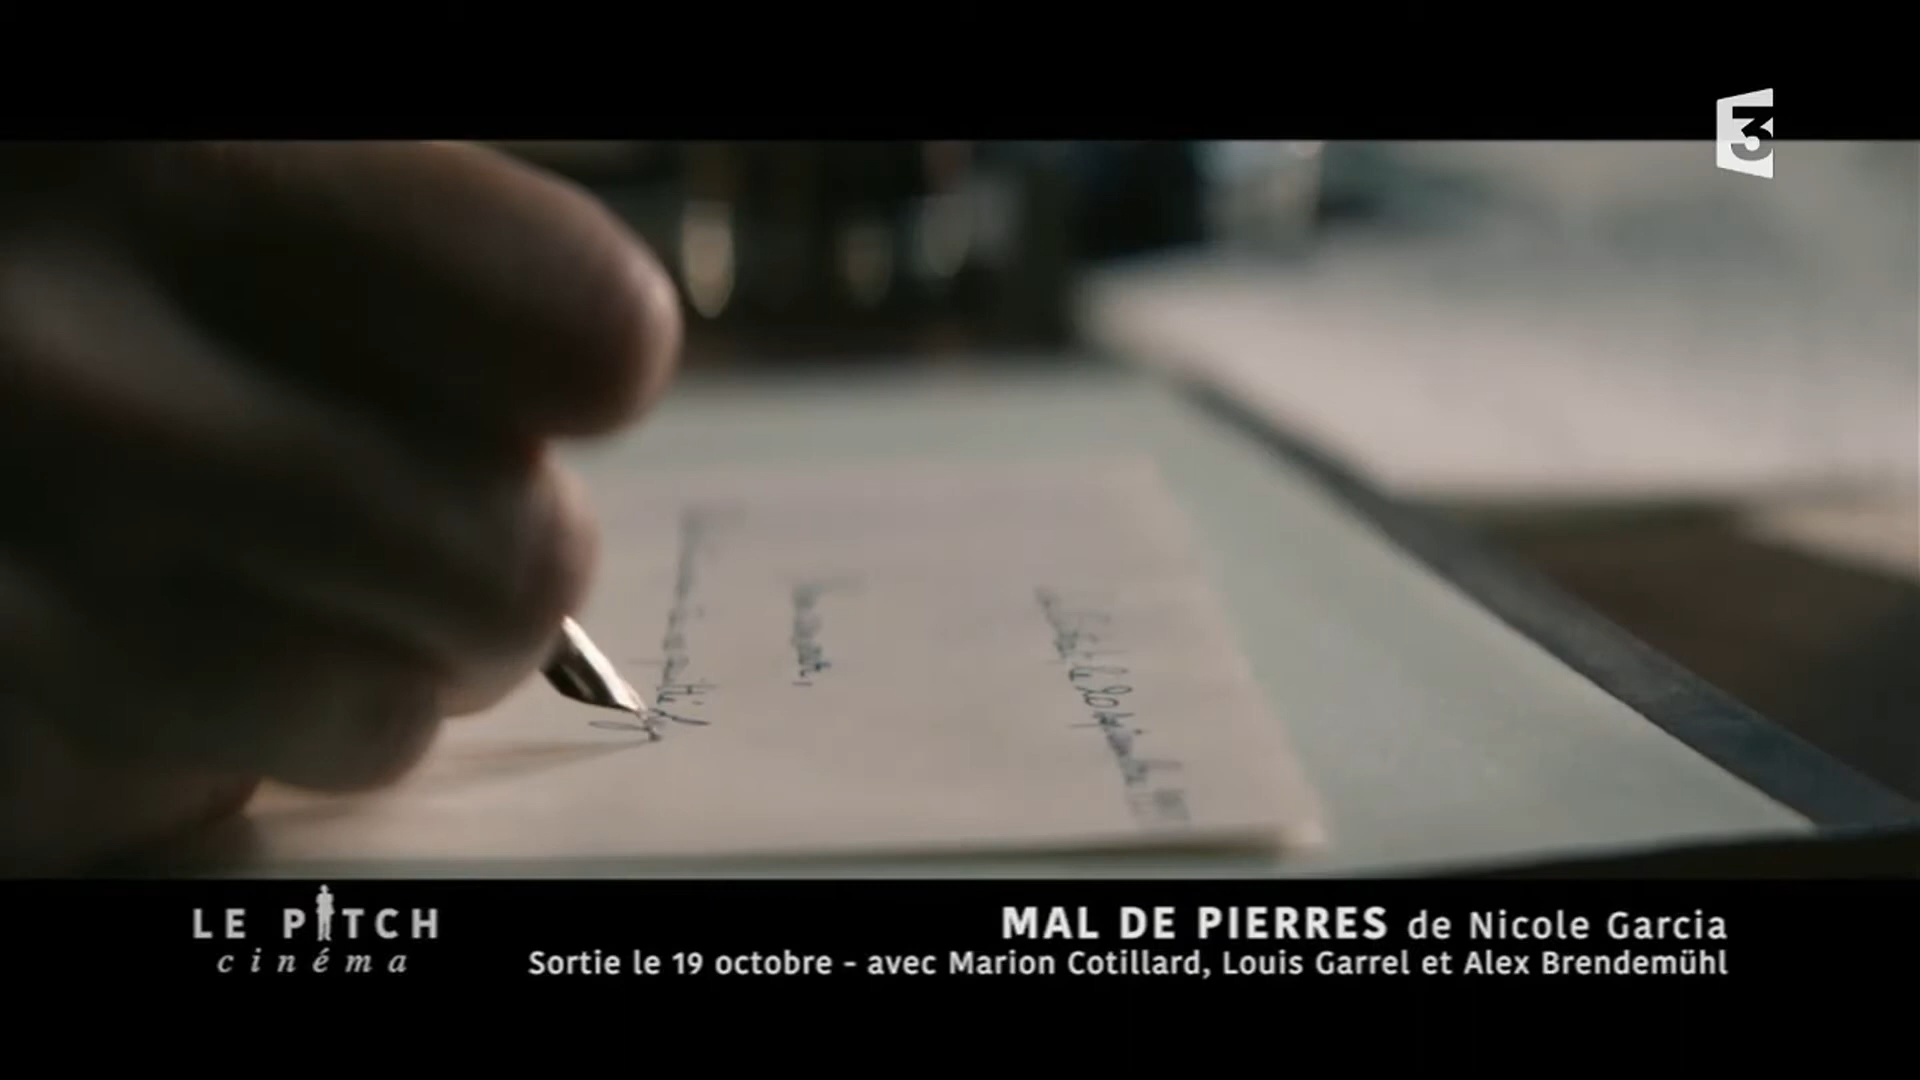 3
LE PITCH
cinéma
MAL DE PIERRES de Nicole Garcia
Sortie le 19 octobre - avec Marion Cotillard, Louis Garrel et Alex Brendemühl